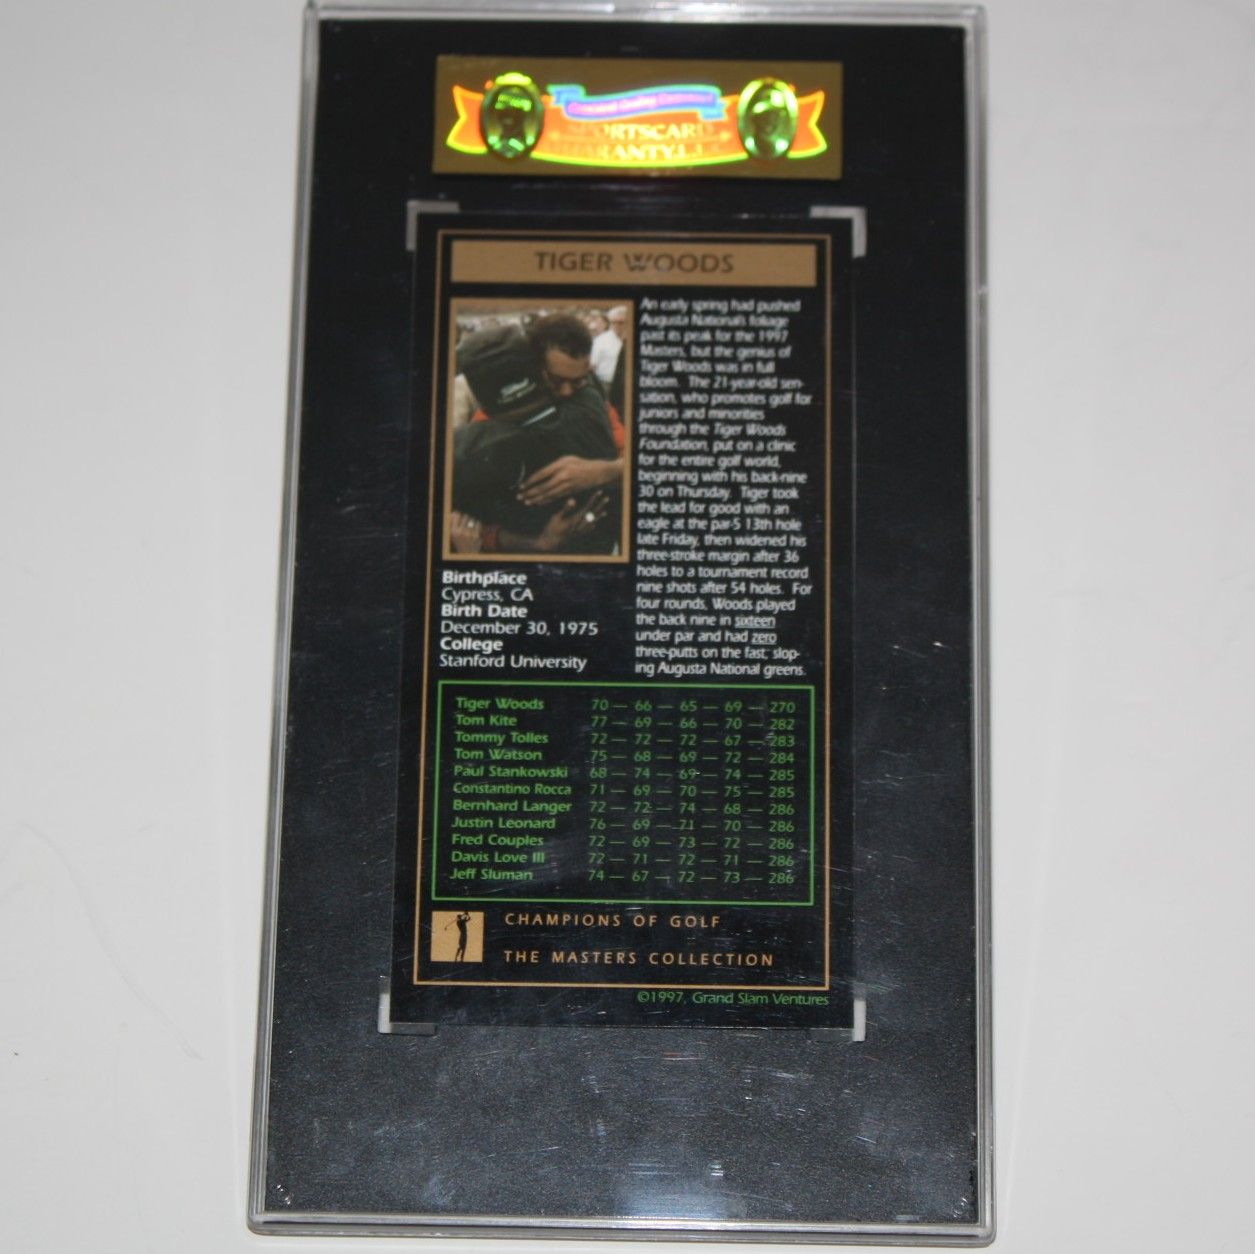 SPORTSCARD
GUARANTY L.L.C.
TIGER WOODS
An early spring had pushed
Augusta National's foliage
past its peak for the 1997
Masters, but the genius of
Tiger Woods was in full
bloom. The 21-year-old sen-
sation, who promotes golf for
juniors and minorities
through the Tiger Woods
Foundation, put on a clinic
for the entire golf world,
beginning with his back-nine
30 on Thursday. Tiger took
the lead for good with an
eagle at the par-5 13th hole
late Friday, then widened his
three-stroke margin after 36
holes to a tournament record
nine shots after 54 holes. For
four rounds, Woods played
the back nine in sixteen
under par and had zero
three-putts on the fast, slop-
ing Augusta National greens.
Birthplace
Cypress, CA
Birth Date
December 30, 1975
College
Stanford University
Tiger Woods 70 — 66 — 65 — 69 — 270
Tom Kite 77 — 69 — 66 — 70 — 282
Tommy Tolles 72 — 72 — 72 — 67 — 283
Tom Watson 75 — 68 — 69 — 72 — 284
Paul Stankowski 68 — 74 — 69 — 74 — 285
Constantino Rocca 71 — 69 — 70 — 75 — 285
Bernhard Langer 72 — 72 — 74 — 68 — 286
Justin Leonard 76 — 69 — 71 — 70 — 286
Fred Couples 72 — 69 — 73 — 72 — 286
Davis Love III 72 — 71 — 72 — 71 — 286
Jeff Sluman 74 — 67 — 72 — 73 — 286
CHAMPIONS OF GOLF
THE MASTERS COLLECTION
©1997, Grand Slam Ventures